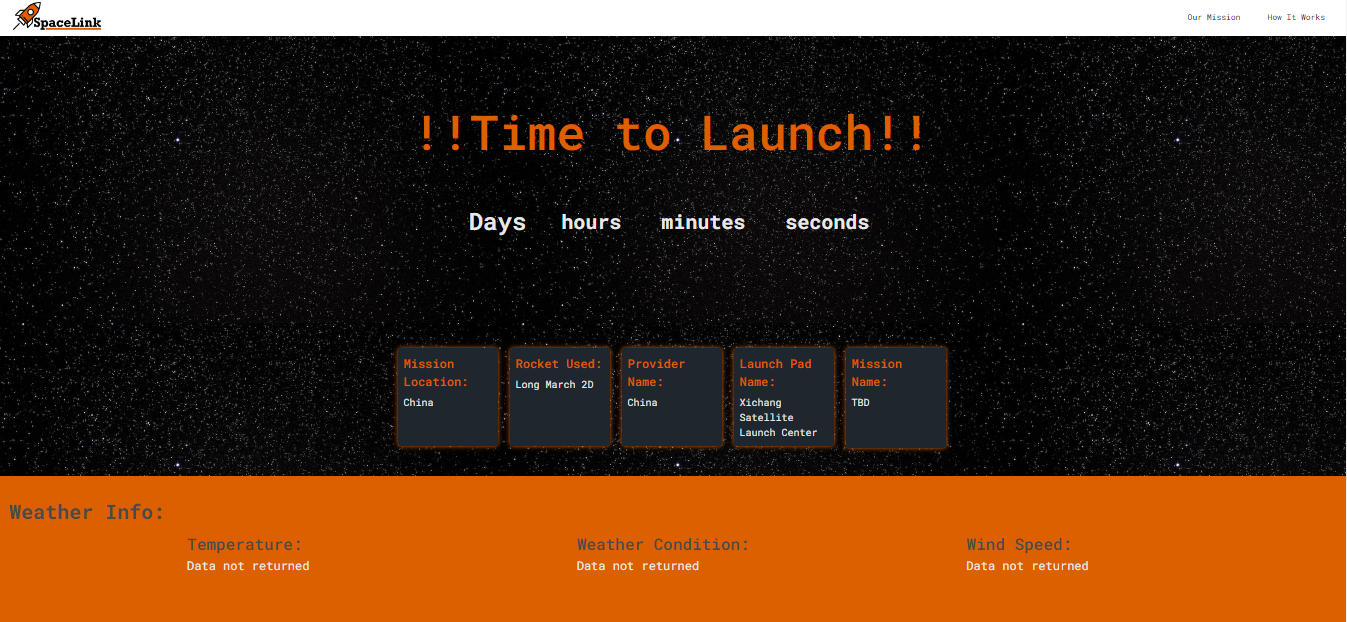 SpaceLink
Our Mission
How It Works
!!Time to Launch!!
Days hours minutes seconds
Mission
Location:
China
Rocket Used:
Long March 2D
Provider
Name:
China
Launch Pad
Name:
Xichang
Satellite
Launch Center
Mission
Name:
TBD
Weather Info:
Temperature:
Data not returned
Weather Condition:
Data not returned
Wind Speed:
Data not returned